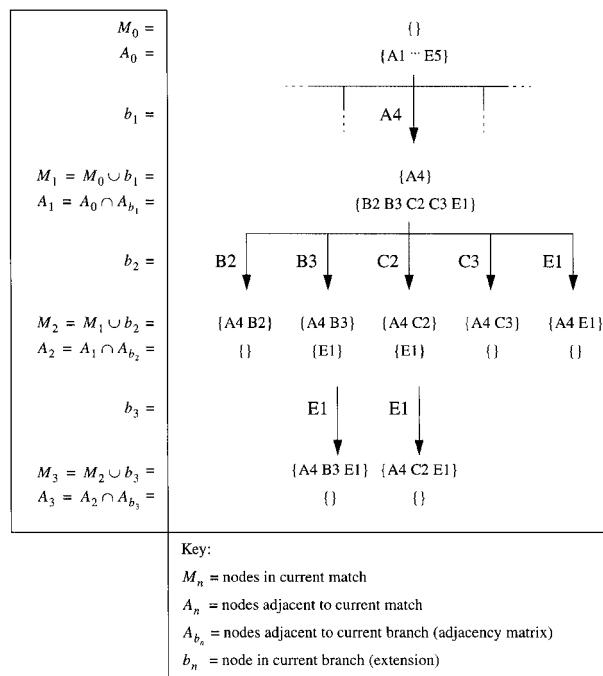 M₀ = {}
A₀ = {A1 ··· E5}
b₁ = A4
M₁ = M₀ ∪ b₁ = {A4}
A₁ = A₀ ∩ A_b₁ = {B2 B3 C2 C3 E1}
b₂ = B2 B3 C2 C3 E1
M₂ = M₁ ∪ b₂ = {A4 B2} {A4 B3} {A4 C2} {A4 C3} {A4 E1}
A₂ = A₁ ∩ A_b₂ = {} {E1} {E1} {} {}
b₃ = E1 E1
M₃ = M₂ ∪ b₃ = {A4 B3 E1} {A4 C2 E1}
A₃ = A₂ ∩ A_b₃ = {} {}
Key:
Mₙ = nodes in current match
Aₙ = nodes adjacent to current match
A_bₙ = nodes adjacent to current branch (adjacency matrix)
bₙ = node in current branch (extension)